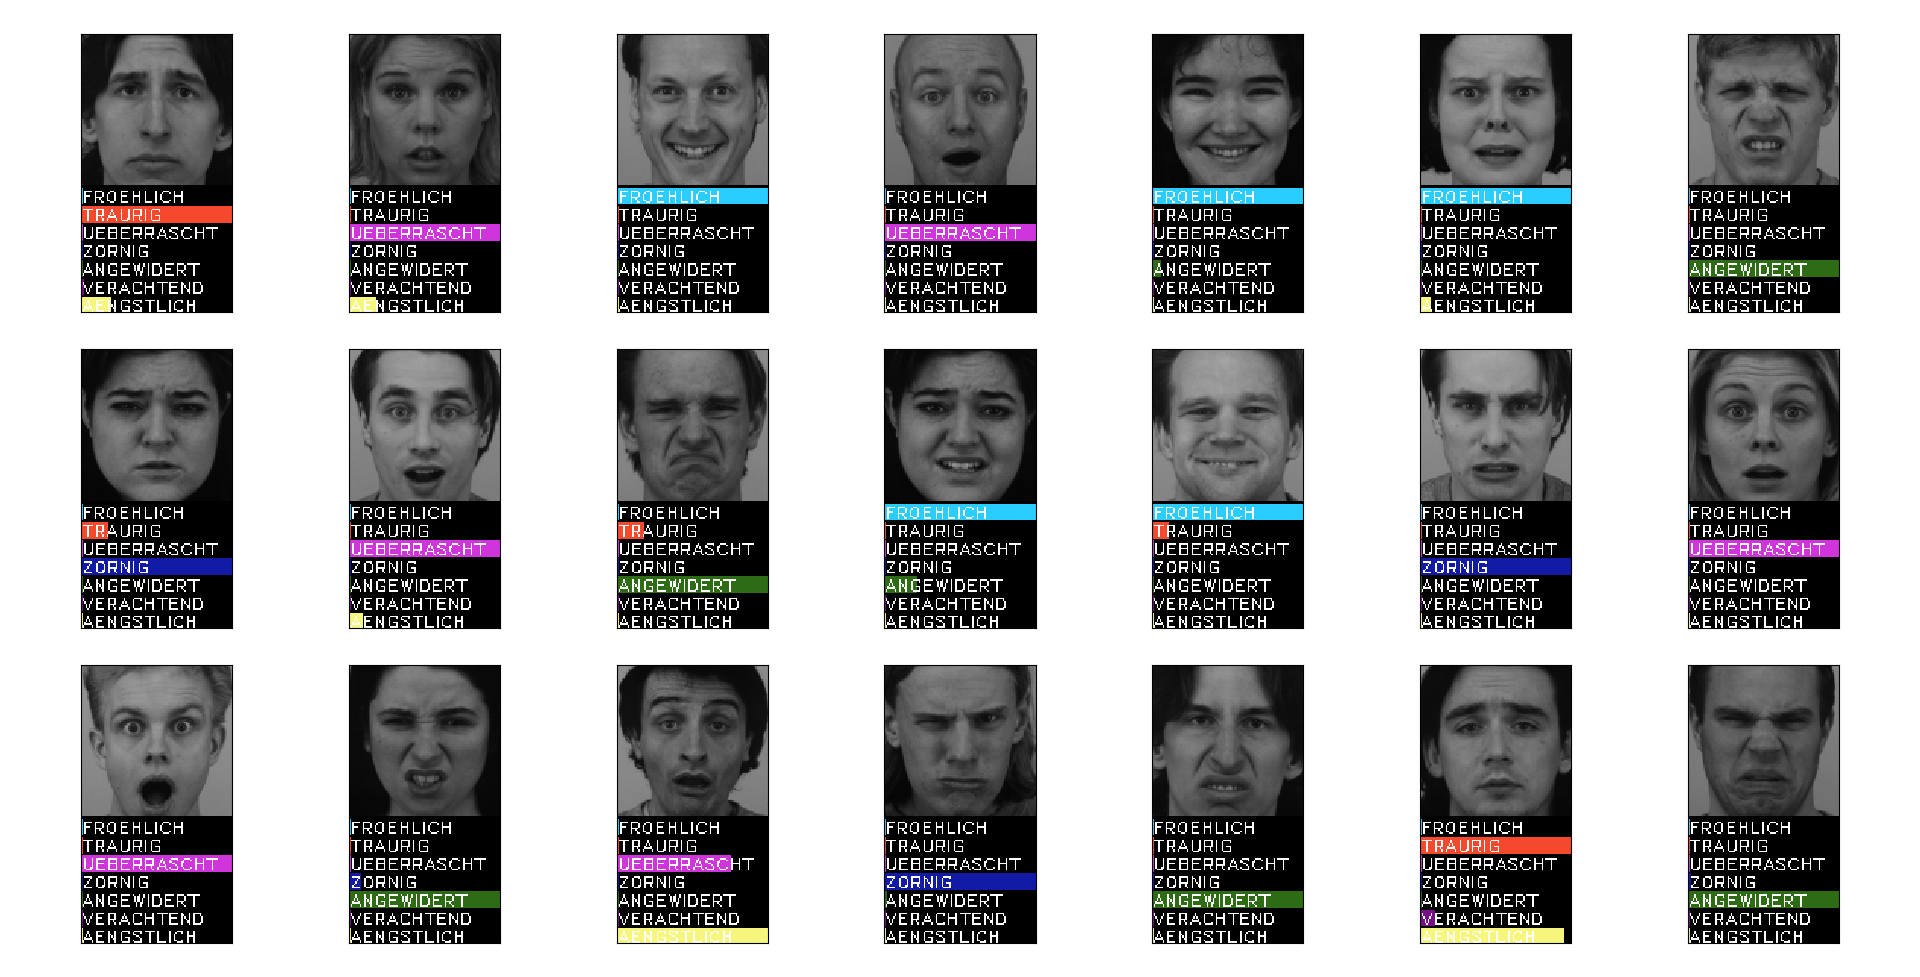 FROEHLICH
TRAURIG
UEBERRASCHT
ZORNIG
ANGEWIDERT
VERACHTEND
AENGSTLICH
FROEHLICH
TRAURIG
UEBERRASCHT
ZORNIG
ANGEWIDERT
VERACHTEND
AENGSTLICH
FROEHLICH
TRAURIG
UEBERRASCHT
ZORNIG
ANGEWIDERT
VERACHTEND
AENGSTLICH
FROEHLICH
TRAURIG
UEBERRASCHT
ZORNIG
ANGEWIDERT
VERACHTEND
AENGSTLICH
FROEHLICH
TRAURIG
UEBERRASCHT
ZORNIG
ANGEWIDERT
VERACHTEND
AENGSTLICH
FROEHLICH
TRAURIG
UEBERRASCHT
ZORNIG
ANGEWIDERT
VERACHTEND
AENGSTLICH
FROEHLICH
TRAURIG
UEBERRASCHT
ZORNIG
ANGEWIDERT
VERACHTEND
AENGSTLICH
FROEHLICH
TRAURIG
UEBERRASCHT
ZORNIG
ANGEWIDERT
VERACHTEND
AENGSTLICH
FROEHLICH
TRAURIG
UEBERRASCHT
ZORNIG
ANGEWIDERT
VERACHTEND
AENGSTLICH
FROEHLICH
TRAURIG
UEBERRASCHT
ZORNIG
ANGEWIDERT
VERACHTEND
AENGSTLICH
FROEHLICH
TRAURIG
UEBERRASCHT
ZORNIG
ANGEWIDERT
VERACHTEND
AENGSTLICH
FROEHLICH
TRAURIG
UEBERRASCHT
ZORNIG
ANGEWIDERT
VERACHTEND
AENGSTLICH
FROEHLICH
TRAURIG
UEBERRASCHT
ZORNIG
ANGEWIDERT
VERACHTEND
AENGSTLICH
FROEHLICH
TRAURIG
UEBERRASCHT
ZORNIG
ANGEWIDERT
VERACHTEND
AENGSTLICH
FROEHLICH
TRAURIG
UEBERRASCHT
ZORNIG
ANGEWIDERT
VERACHTEND
AENGSTLICH
FROEHLICH
TRAURIG
UEBERRASCHT
ZORNIG
ANGEWIDERT
VERACHTEND
AENGSTLICH
FROEHLICH
TRAURIG
UEBERRASCHT
ZORNIG
ANGEWIDERT
VERACHTEND
AENGSTLICH
FROEHLICH
TRAURIG
UEBERRASCHT
ZORNIG
ANGEWIDERT
VERACHTEND
AENGSTLICH
FROEHLICH
TRAURIG
UEBERRASCHT
ZORNIG
ANGEWIDERT
VERACHTEND
AENGSTLICH
FROEHLICH
TRAURIG
UEBERRASCHT
ZORNIG
ANGEWIDERT
VERACHTEND
AENGSTLICH
FROEHLICH
TRAURIG
UEBERRASCHT
ZORNIG
ANGEWIDERT
VERACHTEND
AENGSTLICH